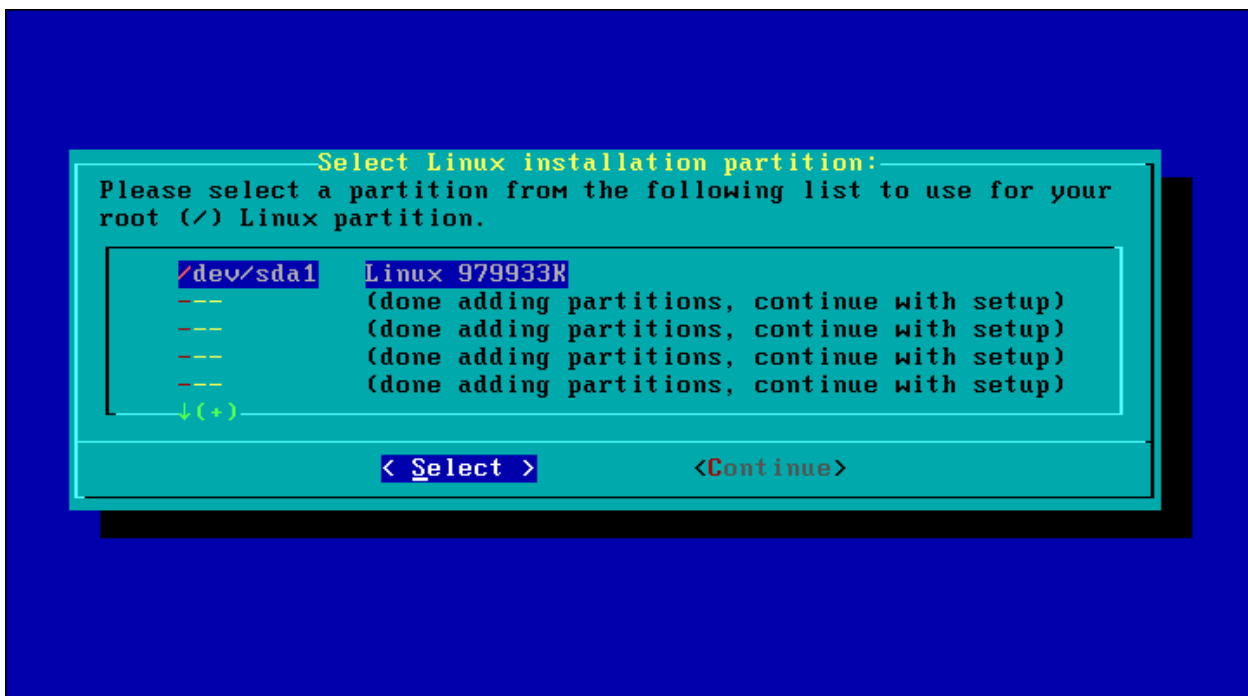 Select Linux installation partition:
Please select a partition from the following list to use for your
root (/) Linux partition.
/dev/sda1 Linux 979933K
--- (done adding partitions, continue with setup)
--- (done adding partitions, continue with setup)
--- (done adding partitions, continue with setup)
--- (done adding partitions, continue with setup)
↓(+)
< Select > <Continue>